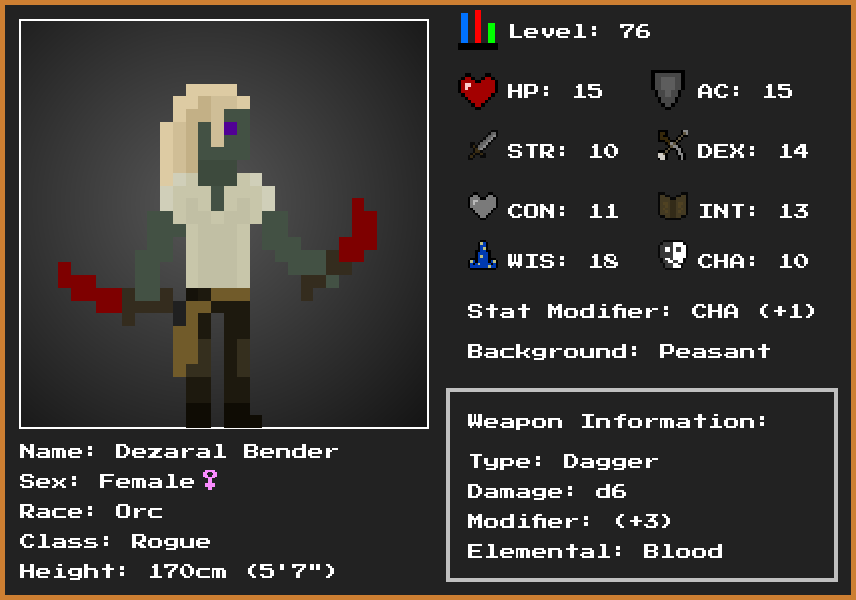 Level: 76
HP: 15
AC: 15
STR: 10
DEX: 14
CON: 11
INT: 13
WIS: 18
CHA: 10
Stat Modifier: CHA (+1)
Background: Peasant
Weapon Information:
Type: Dagger
Damage: d6
Modifier: (+3)
Elemental: Blood
Name: Dezaral Bender
Sex: Female♀
Race: Orc
Class: Rogue
Height: 170cm (5'7")